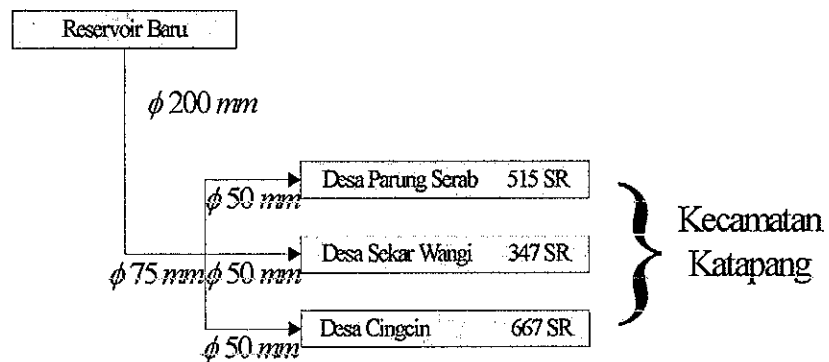 Reservoir Baru
ϕ 200 mm
Desa Parung Serab 515 SR
ϕ 50 mm
Desa Sekar Wangi 347 SR
ϕ 75 mm ϕ 50 mm
Desa Cingcin 667 SR
ϕ 50 mm
Kecamatan
Katapang